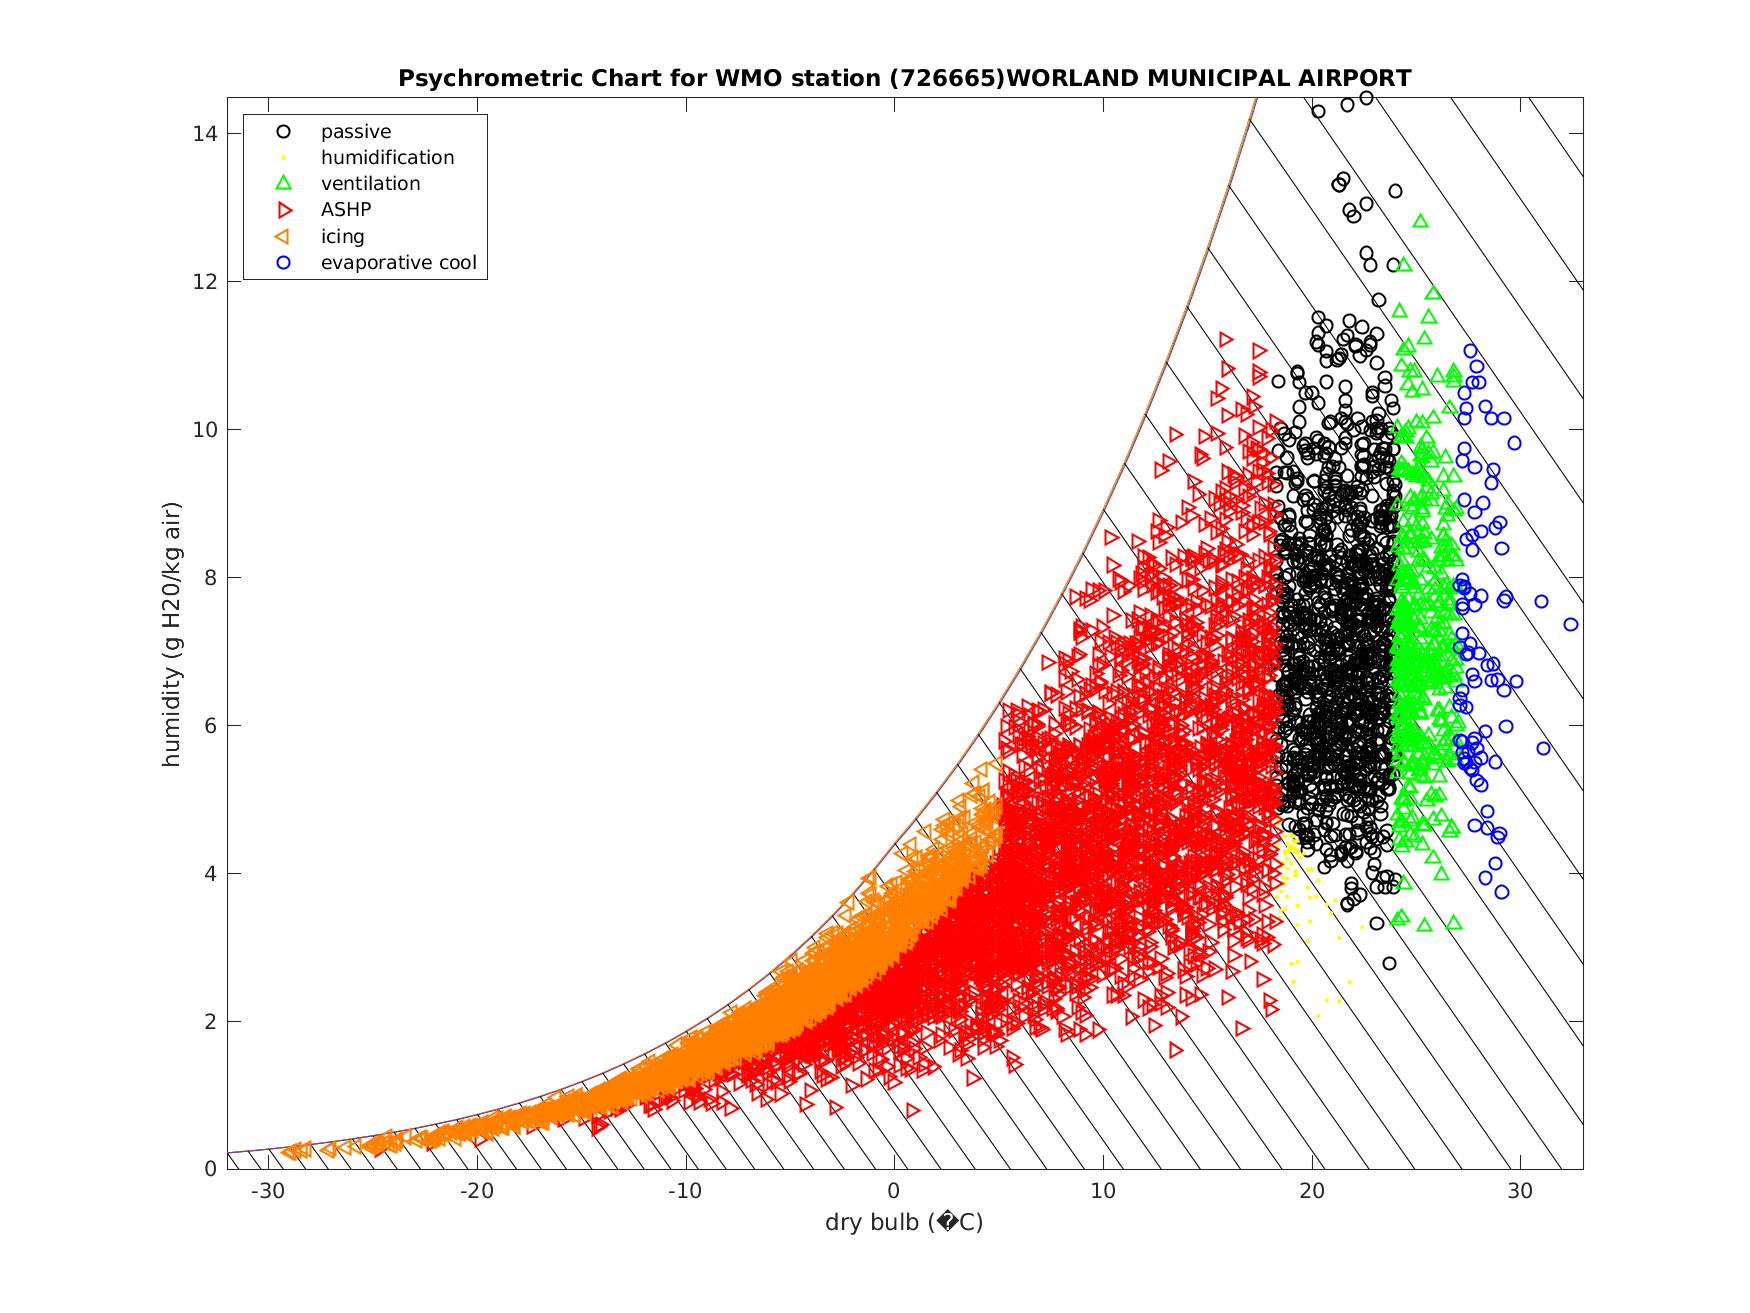 Psychrometric Chart for WMO station (726665)WORLAND MUNICIPAL AIRPORT
passive
humidification
ventilation
ASHP
icing
evaporative cool
humidity (g H20/kg air)
14
12
10
8
6
4
2
0
-30 -20 -10 0 10 20 30
dry bulb (�C)